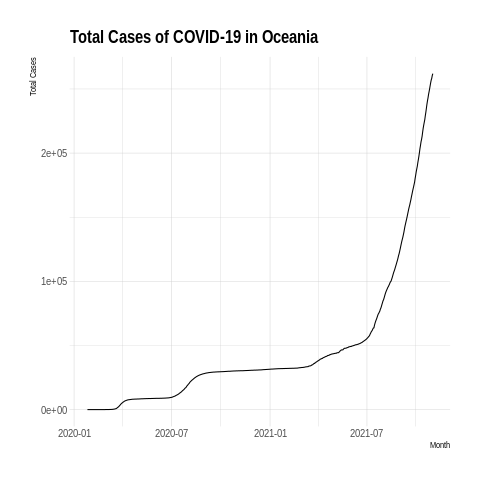 Total Cases of COVID-19 in Oceania
Total Cases
2e+05
1e+05
0e+00
2020-01 2020-07 2021-01 2021-07
Month